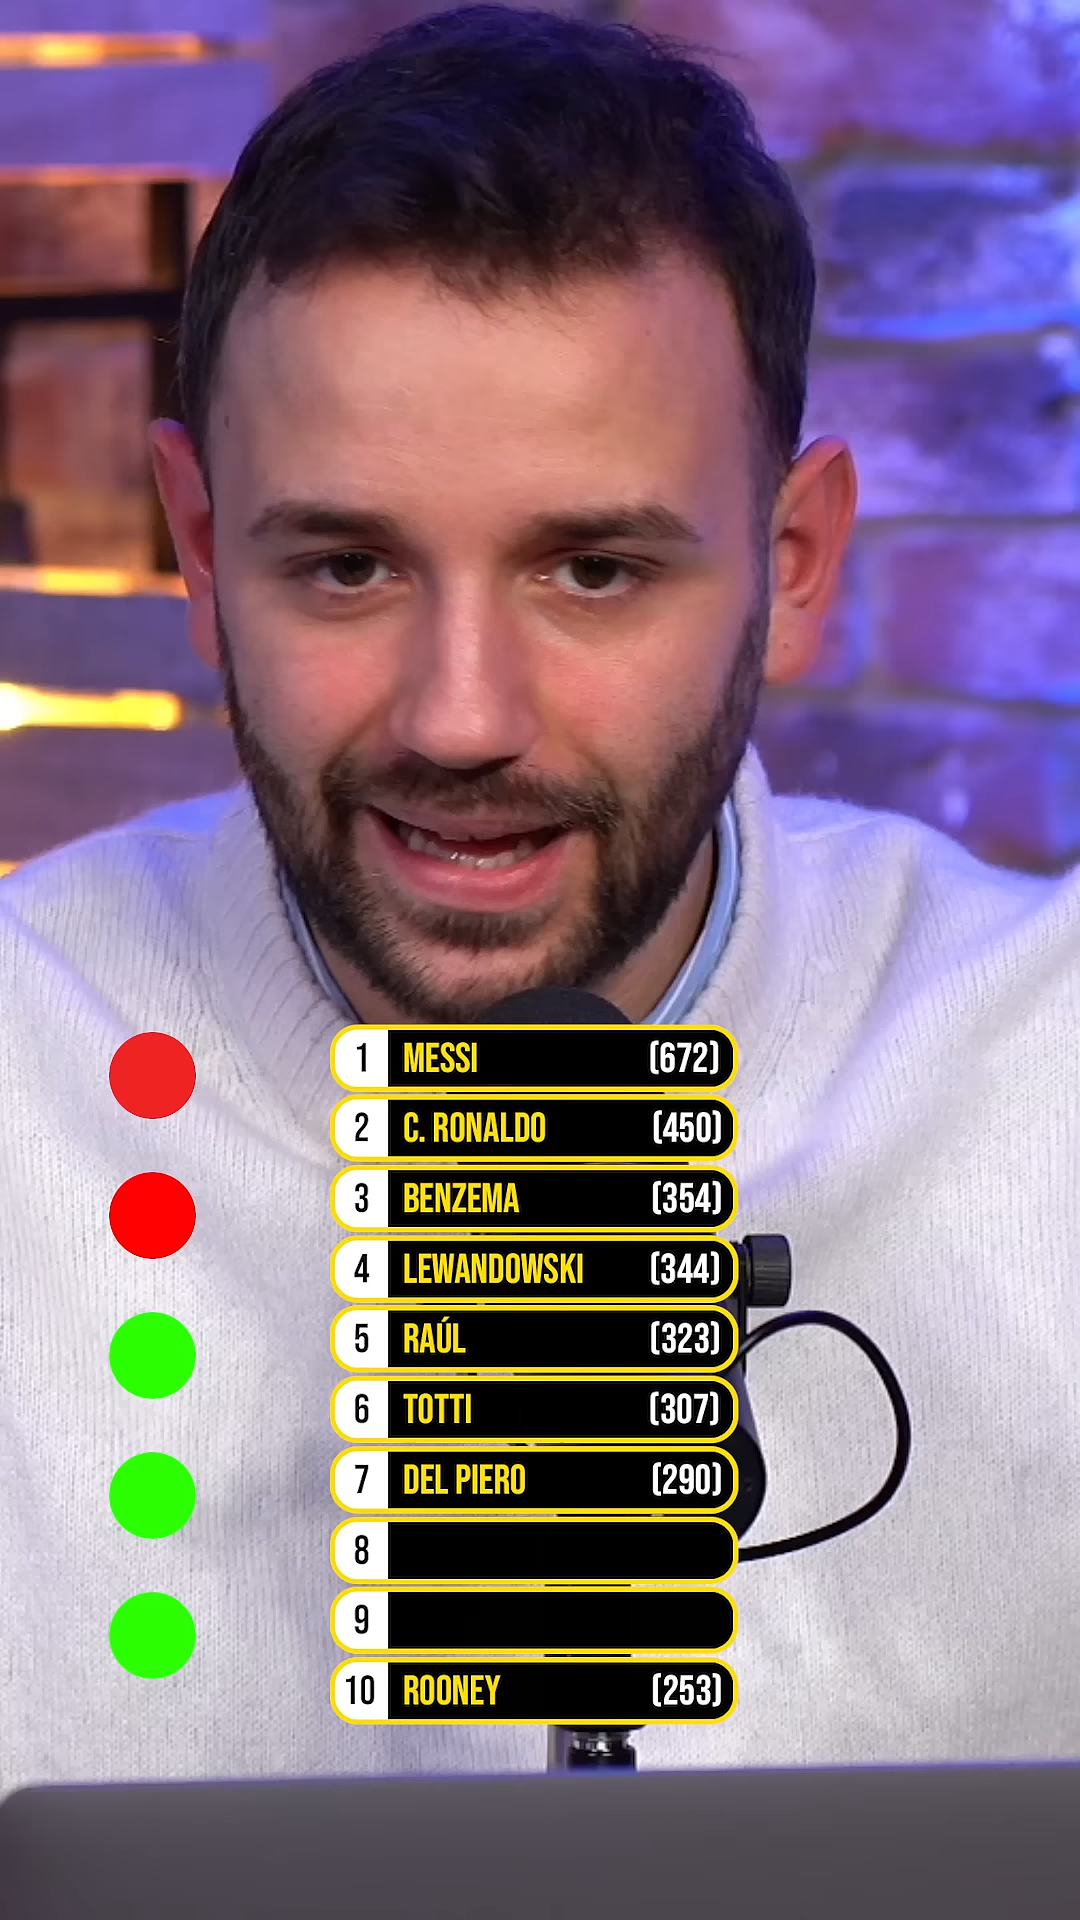 1 MESSI (672)
2 C. RONALDO (450)
3 BENZEMA (354)
4 LEWANDOWSKI (344)
5 RAÚL (323)
6 TOTTI (307)
7 DEL PIERO (290)
8
9
10 ROONEY (253)